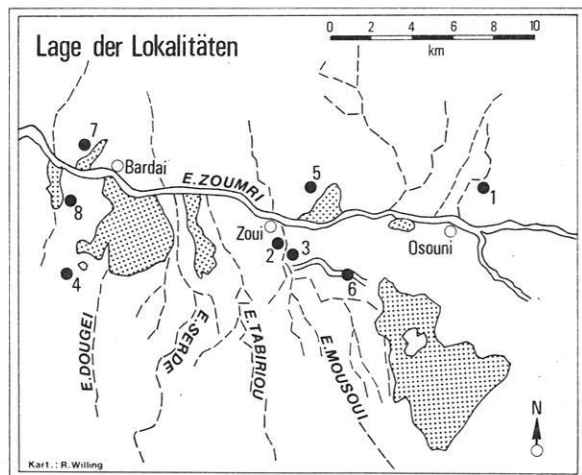 Lage der Lokalitäten
0 2 4 6 8 10
km
7
Bardai
E.ZOUMRI
5
1
8
Zoui
2
3
Osouni
4
6
E.DOUGEI
E.SERDE
E.TABIRIOU
E.MOUSOUI
N
Kart.: R.Willing